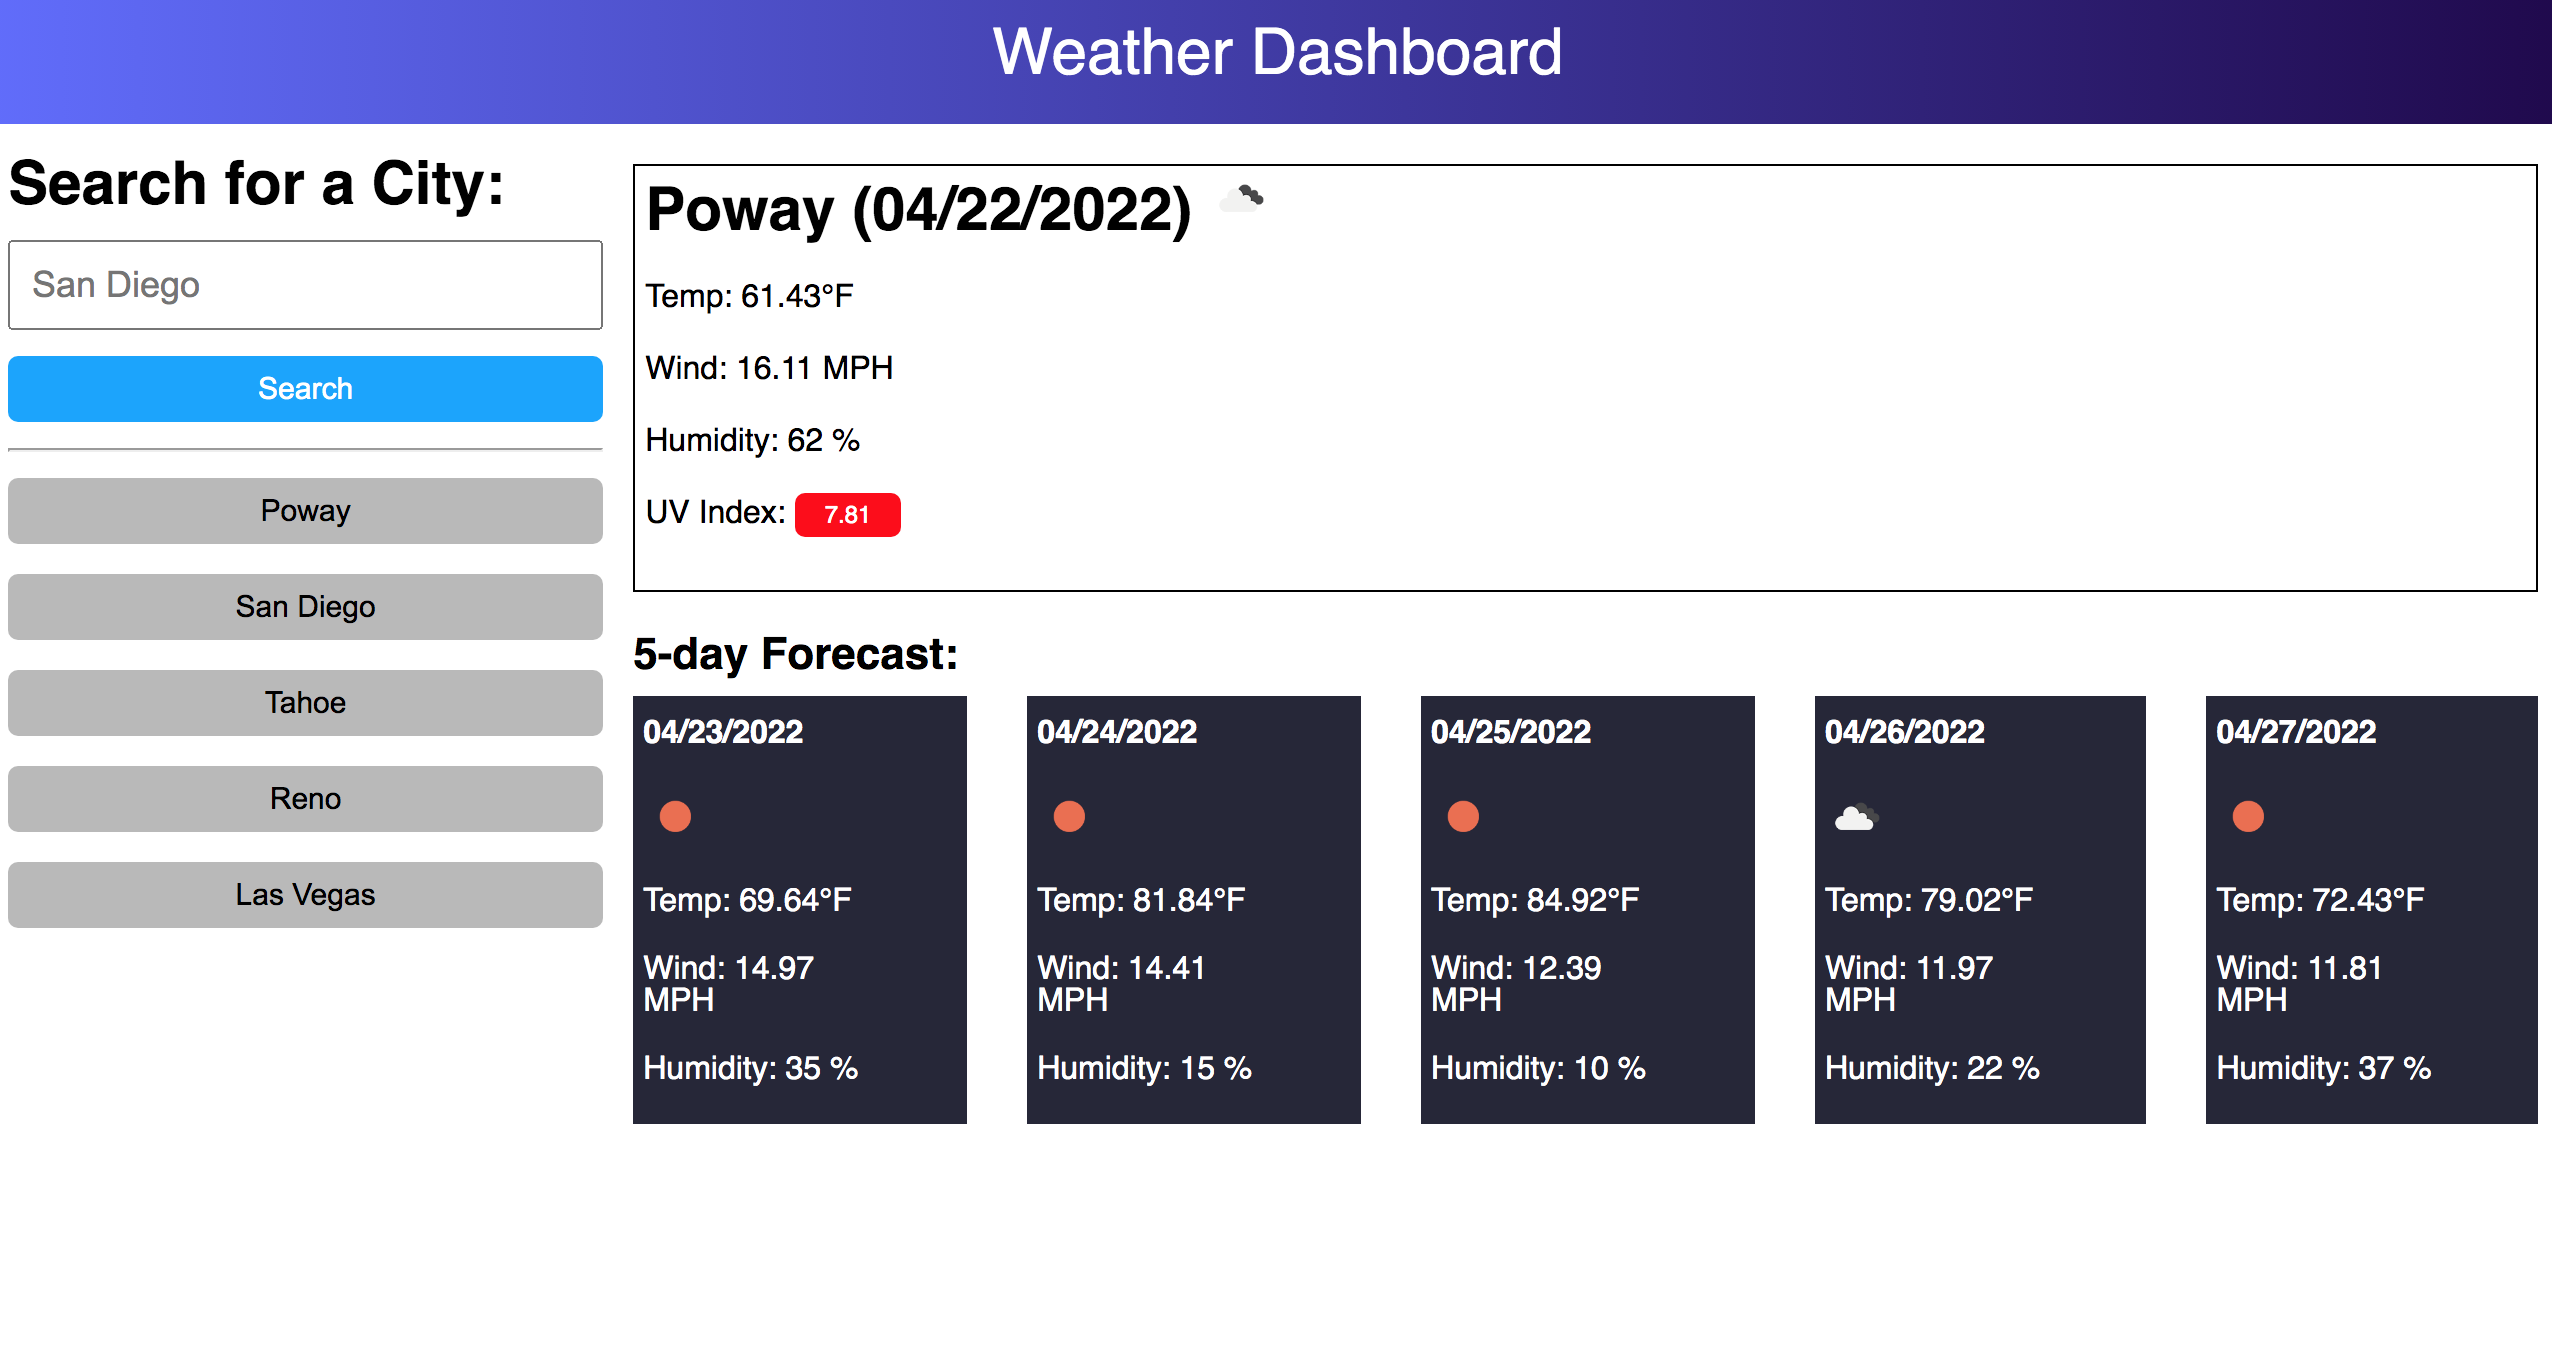 Weather Dashboard
Search for a City:
San Diego
Search
Poway
San Diego
Tahoe
Reno
Las Vegas
Poway (04/22/2022)
Temp: 61.43°F
Wind: 16.11 MPH
Humidity: 62 %
UV Index: 7.81
5-day Forecast:
04/23/2022
Temp: 69.64°F
Wind: 14.97
MPH
Humidity: 35 %
04/24/2022
Temp: 81.84°F
Wind: 14.41
MPH
Humidity: 15 %
04/25/2022
Temp: 84.92°F
Wind: 12.39
MPH
Humidity: 10 %
04/26/2022
Temp: 79.02°F
Wind: 11.97
MPH
Humidity: 22 %
04/27/2022
Temp: 72.43°F
Wind: 11.81
MPH
Humidity: 37 %